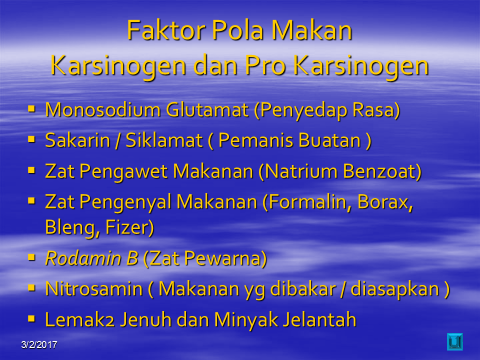 Faktor Pola Makan
Karsinogen dan Pro Karsinogen
Monosodium Glutamat (Penyedap Rasa)
Sakarin / Siklamat ( Pemanis Buatan )
Zat Pengawet Makanan (Natrium Benzoat)
Zat Pengenyal Makanan (Formalin, Borax,
Bleng, Fizer)
Rodamin B (Zat Pewarna)
Nitrosamin ( Makanan yg dibakar / diasapkan )
Lemak2 Jenuh dan Minyak Jelantah
3/2/2017